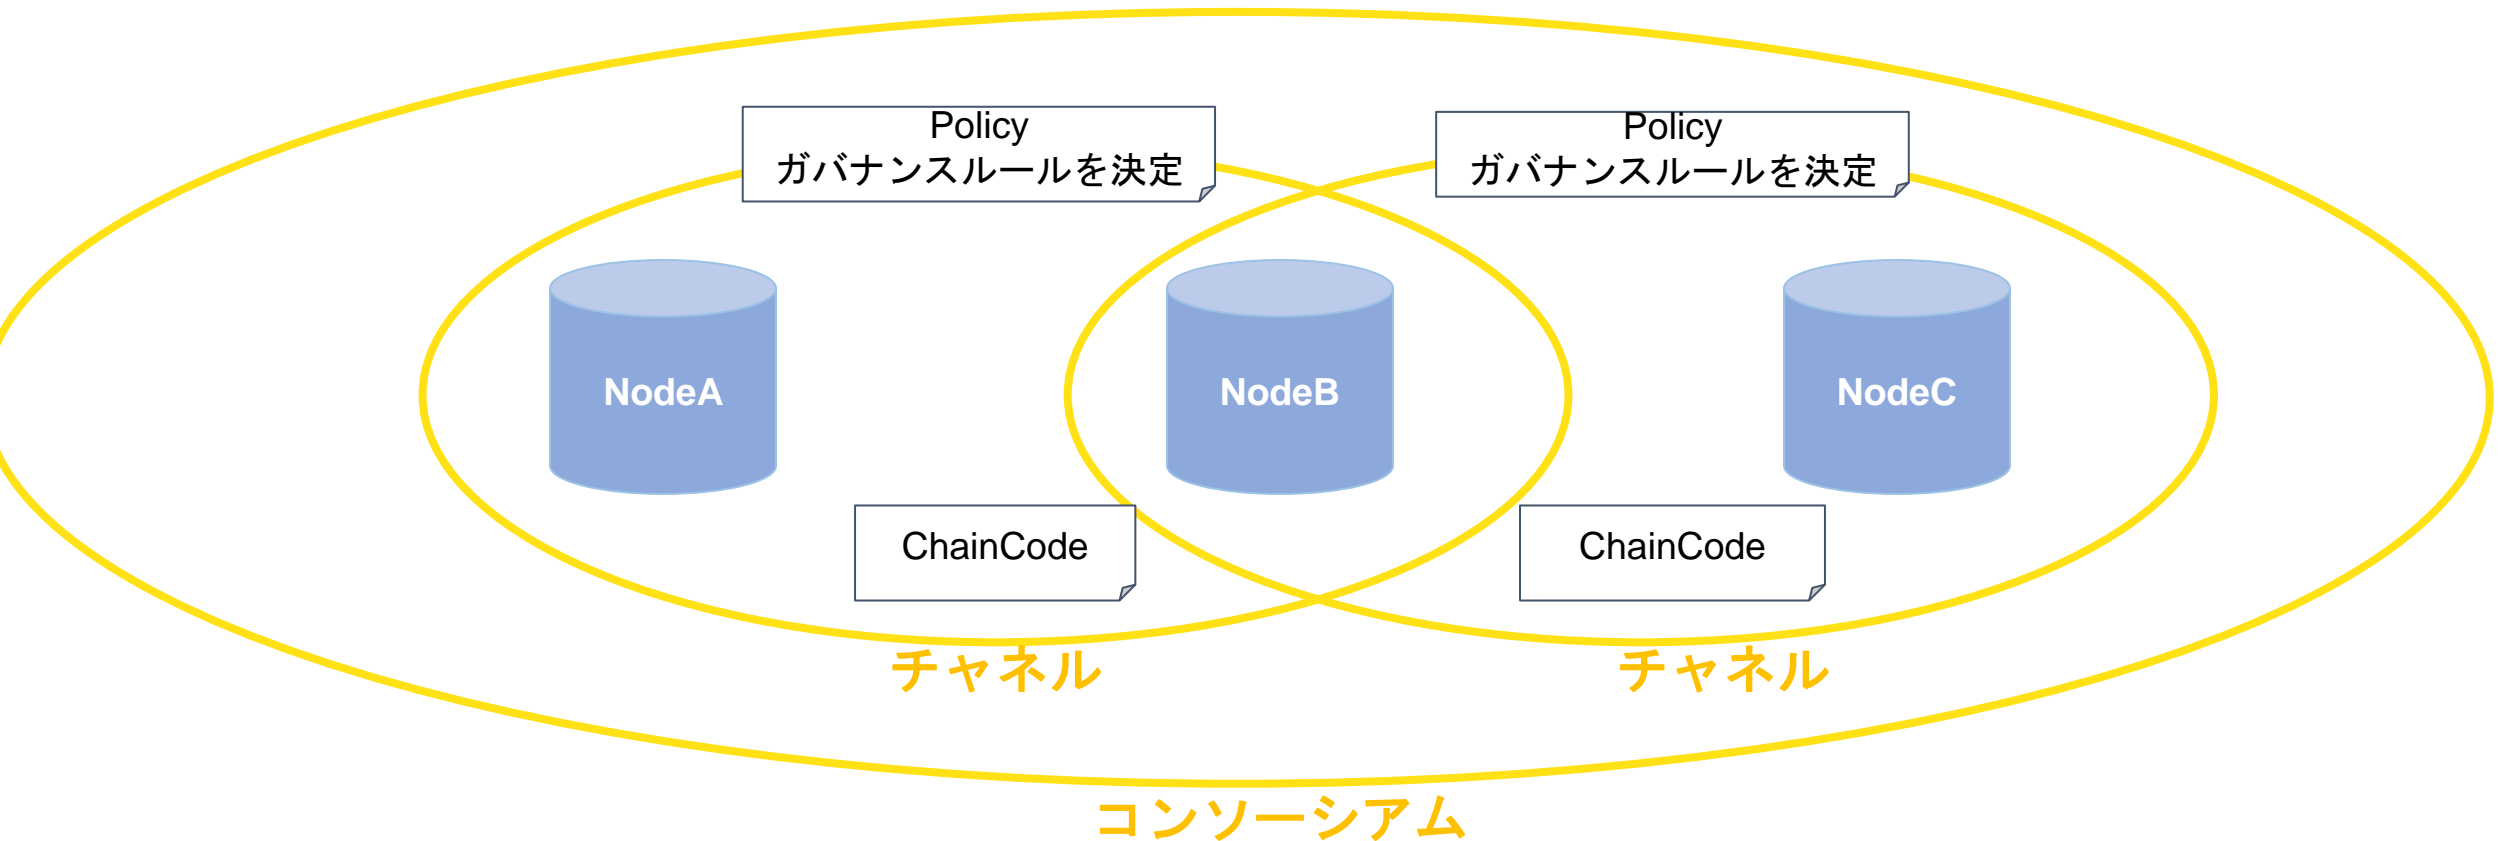 Policy
ガバナンスルールを決定
Policy
ガバナンスルールを決定
NodeA
NodeB
NodeC
ChainCode
ChainCode
チャネル
チャネル
コンソーシアム